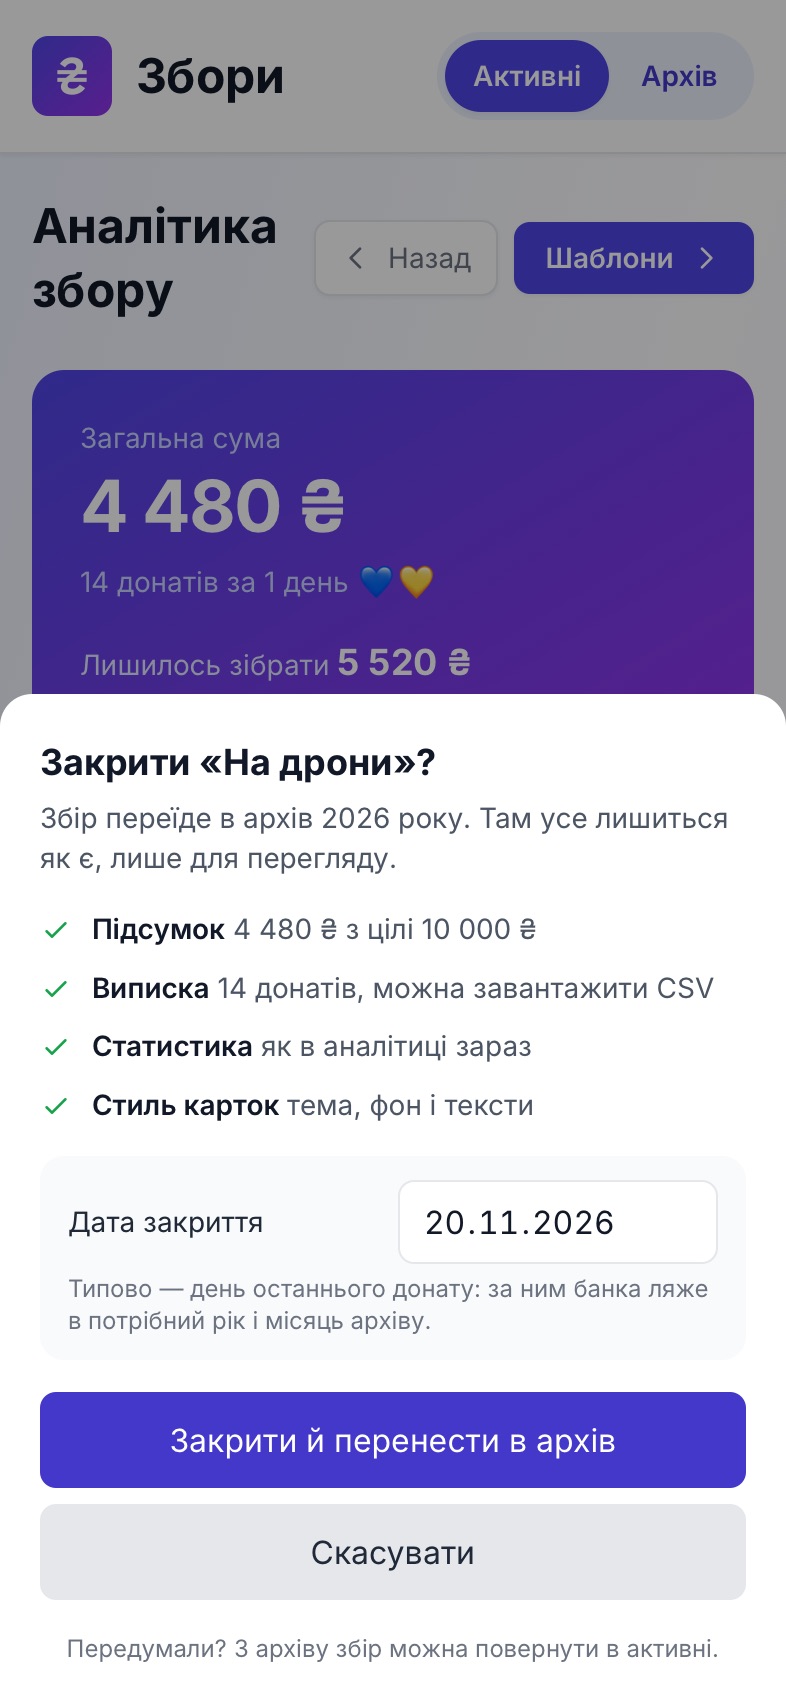 ₴ Збори Активні Архів
Аналітика
збору
Назад Шаблони
Загальна сума
4 480 ₴
14 донатів за 1 день 💙💛
Лишилось зібрати 5 520 ₴
Закрити «На дрони»?
Збір переїде в архів 2026 року. Там усе лишиться
як є, лише для перегляду.
Підсумок 4 480 ₴ з цілі 10 000 ₴
Виписка 14 донатів, можна завантажити CSV
Статистика як в аналітиці зараз
Стиль карток тема, фон і тексти
Дата закриття 20.11.2026
Типово — день останнього донату: за ним банка ляже
в потрібний рік і місяць архіву.
Закрити й перенести в архів
Скасувати
Передумали? З архіву збір можна повернути в активні.